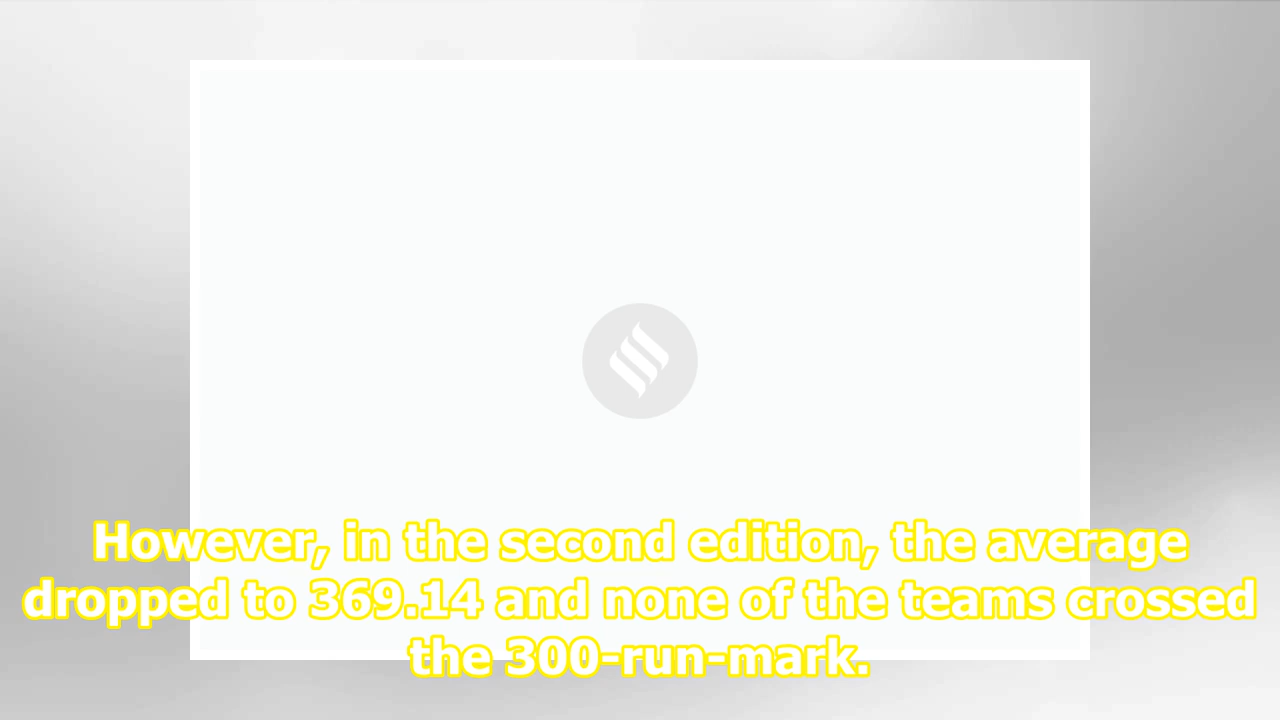 However, in the second edition, the average
dropped to 369.14 and none of the teams crossed
the 300-run-mark.